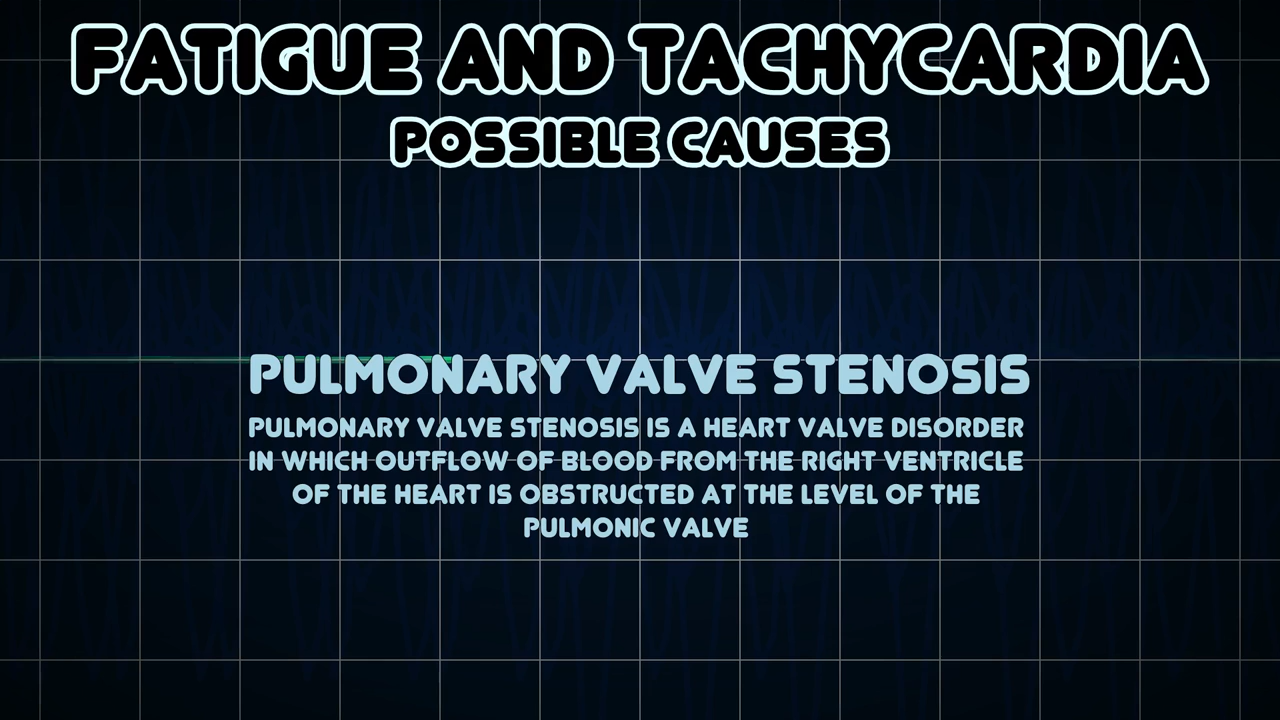 FATIGUE AND TACHYCARDIA
POSSIBLE CAUSES
PULMONARY VALVE STENOSIS
PULMONARY VALVE STENOSIS IS A HEART VALVE DISORDER
IN WHICH OUTFLOW OF BLOOD FROM THE RIGHT VENTRICLE
OF THE HEART IS OBSTRUCTED AT THE LEVEL OF THE
PULMONIC VALVE